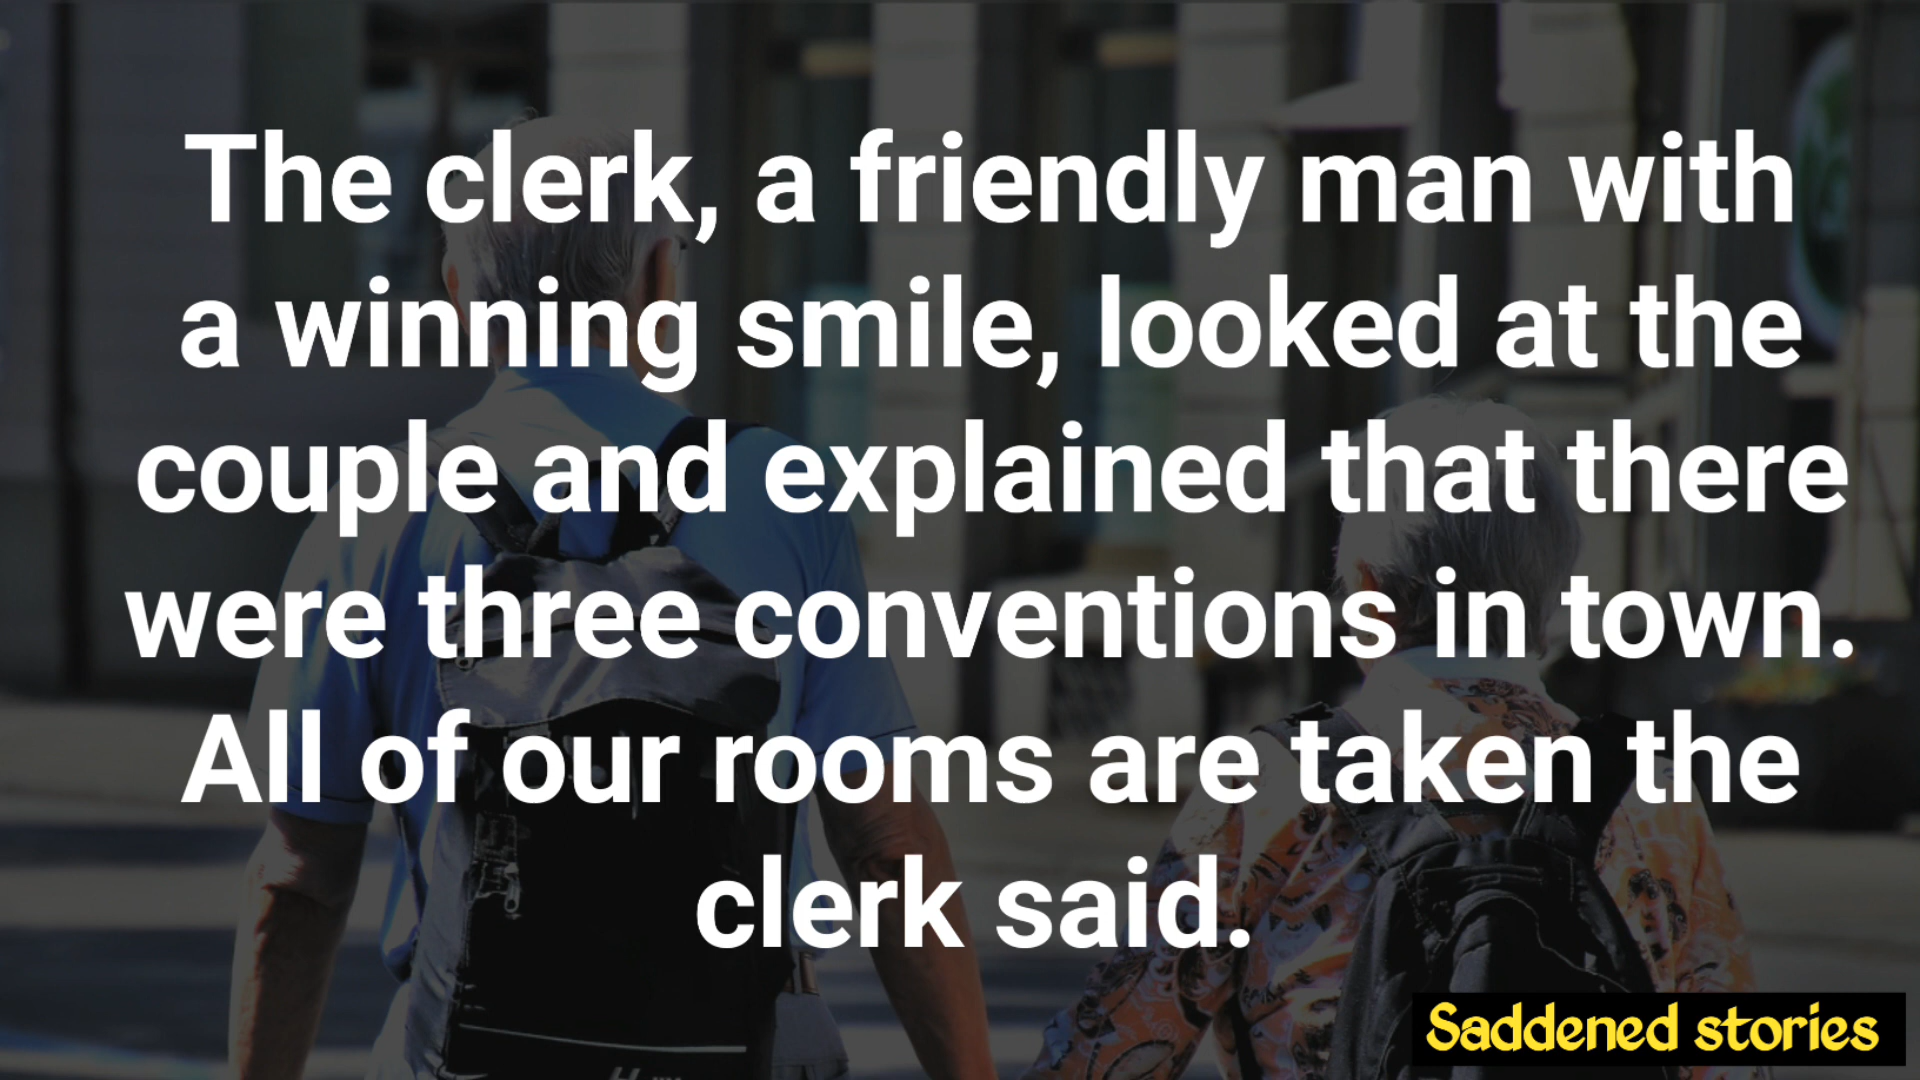 The clerk, a friendly man with
a winning smile, looked at the
couple and explained that there
were three conventions in town.
All of our rooms are taken the
clerk said.
Saddened stories